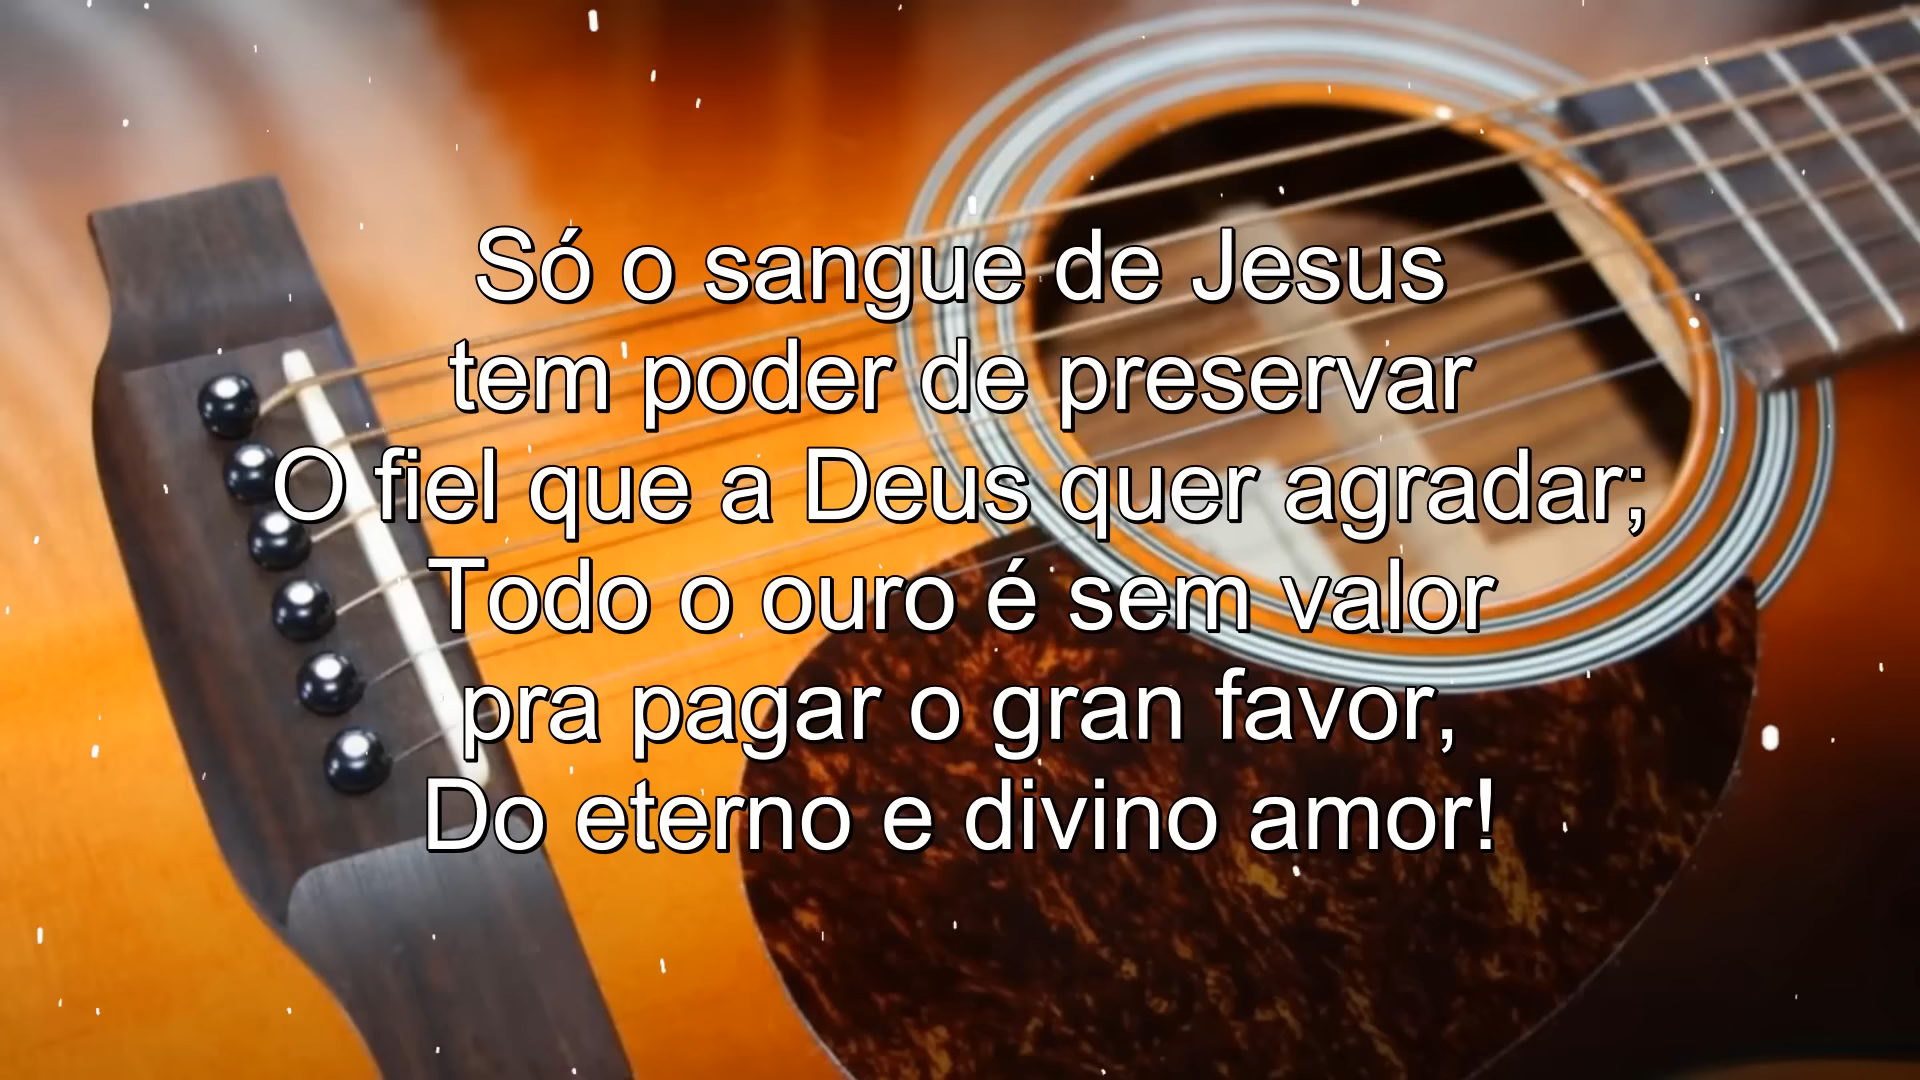 Só o sangue de Jesus
tem poder de preservar
O fiel que a Deus quer agradar;
Todo o ouro é sem valor
pra pagar o gran favor,
Do eterno e divino amor!